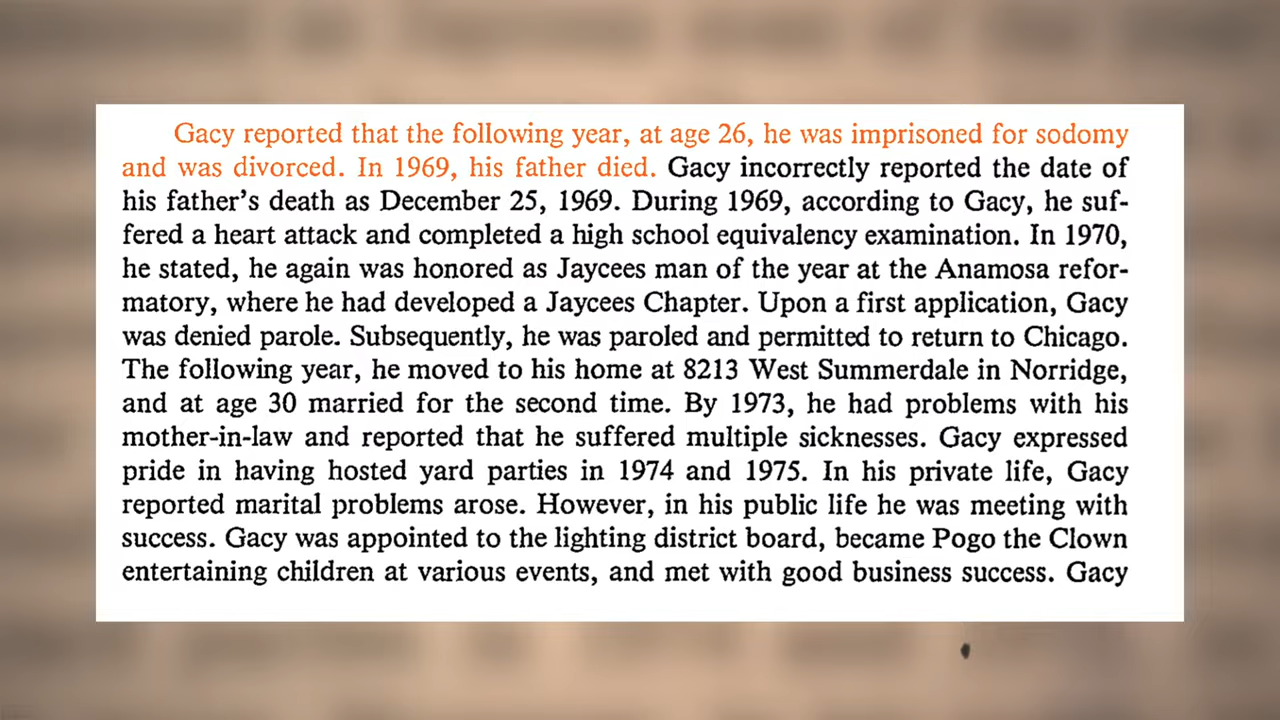 Gacy reported that the following year, at age 26, he was imprisoned for sodomy
and was divorced. In 1969, his father died. Gacy incorrectly reported the date of
his father's death as December 25, 1969. During 1969, according to Gacy, he suf-
fered a heart attack and completed a high school equivalency examination. In 1970,
he stated, he again was honored as Jaycees man of the year at the Anamosa refor-
matory, where he had developed a Jaycees Chapter. Upon a first application, Gacy
was denied parole. Subsequently, he was paroled and permitted to return to Chicago.
The following year, he moved to his home at 8213 West Summerdale in Norridge,
and at age 30 married for the second time. By 1973, he had problems with his
mother-in-law and reported that he suffered multiple sicknesses. Gacy expressed
pride in having hosted yard parties in 1974 and 1975. In his private life, Gacy
reported marital problems arose. However, in his public life he was meeting with
success. Gacy was appointed to the lighting district board, became Pogo the Clown
entertaining children at various events, and met with good business success. Gacy